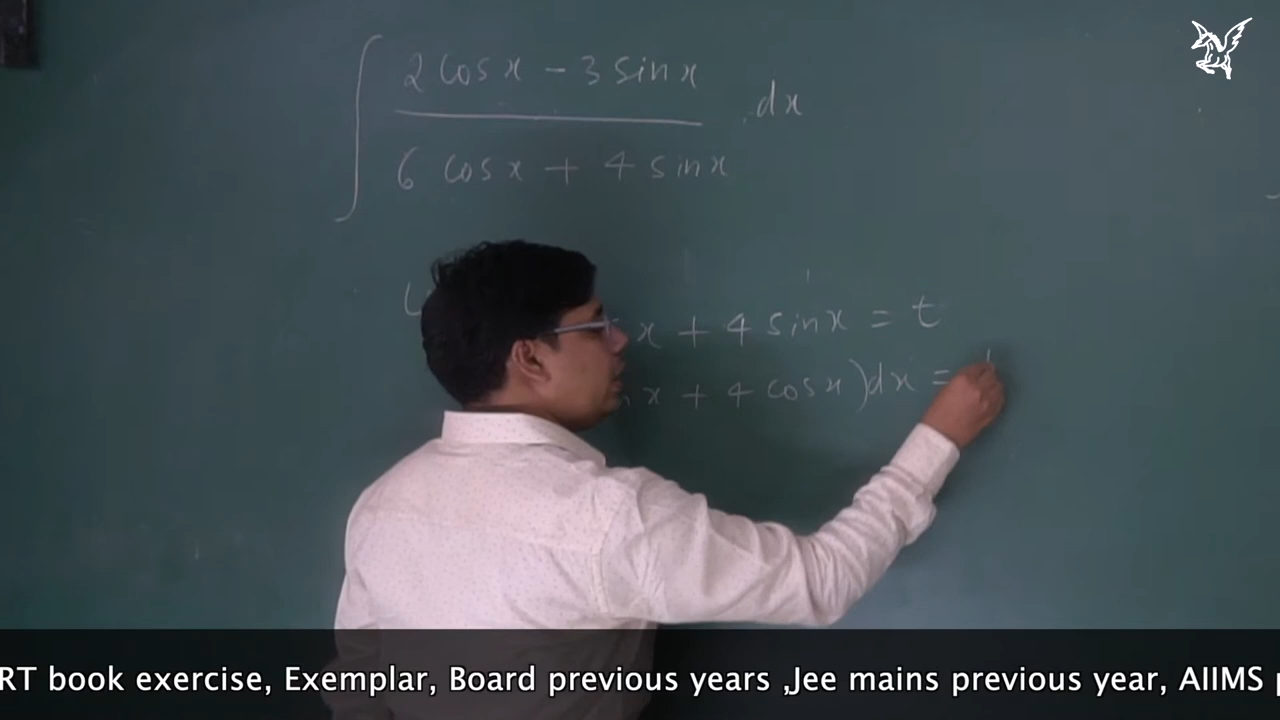 ∫ 2 cos x − 3 sin x / 6 cos x + 4 sin x . dx
x + 4 sin x = t
x + 4 cos x ) dx =
RT book exercise, Exemplar, Board previous years ,Jee mains previous year, AIIMS